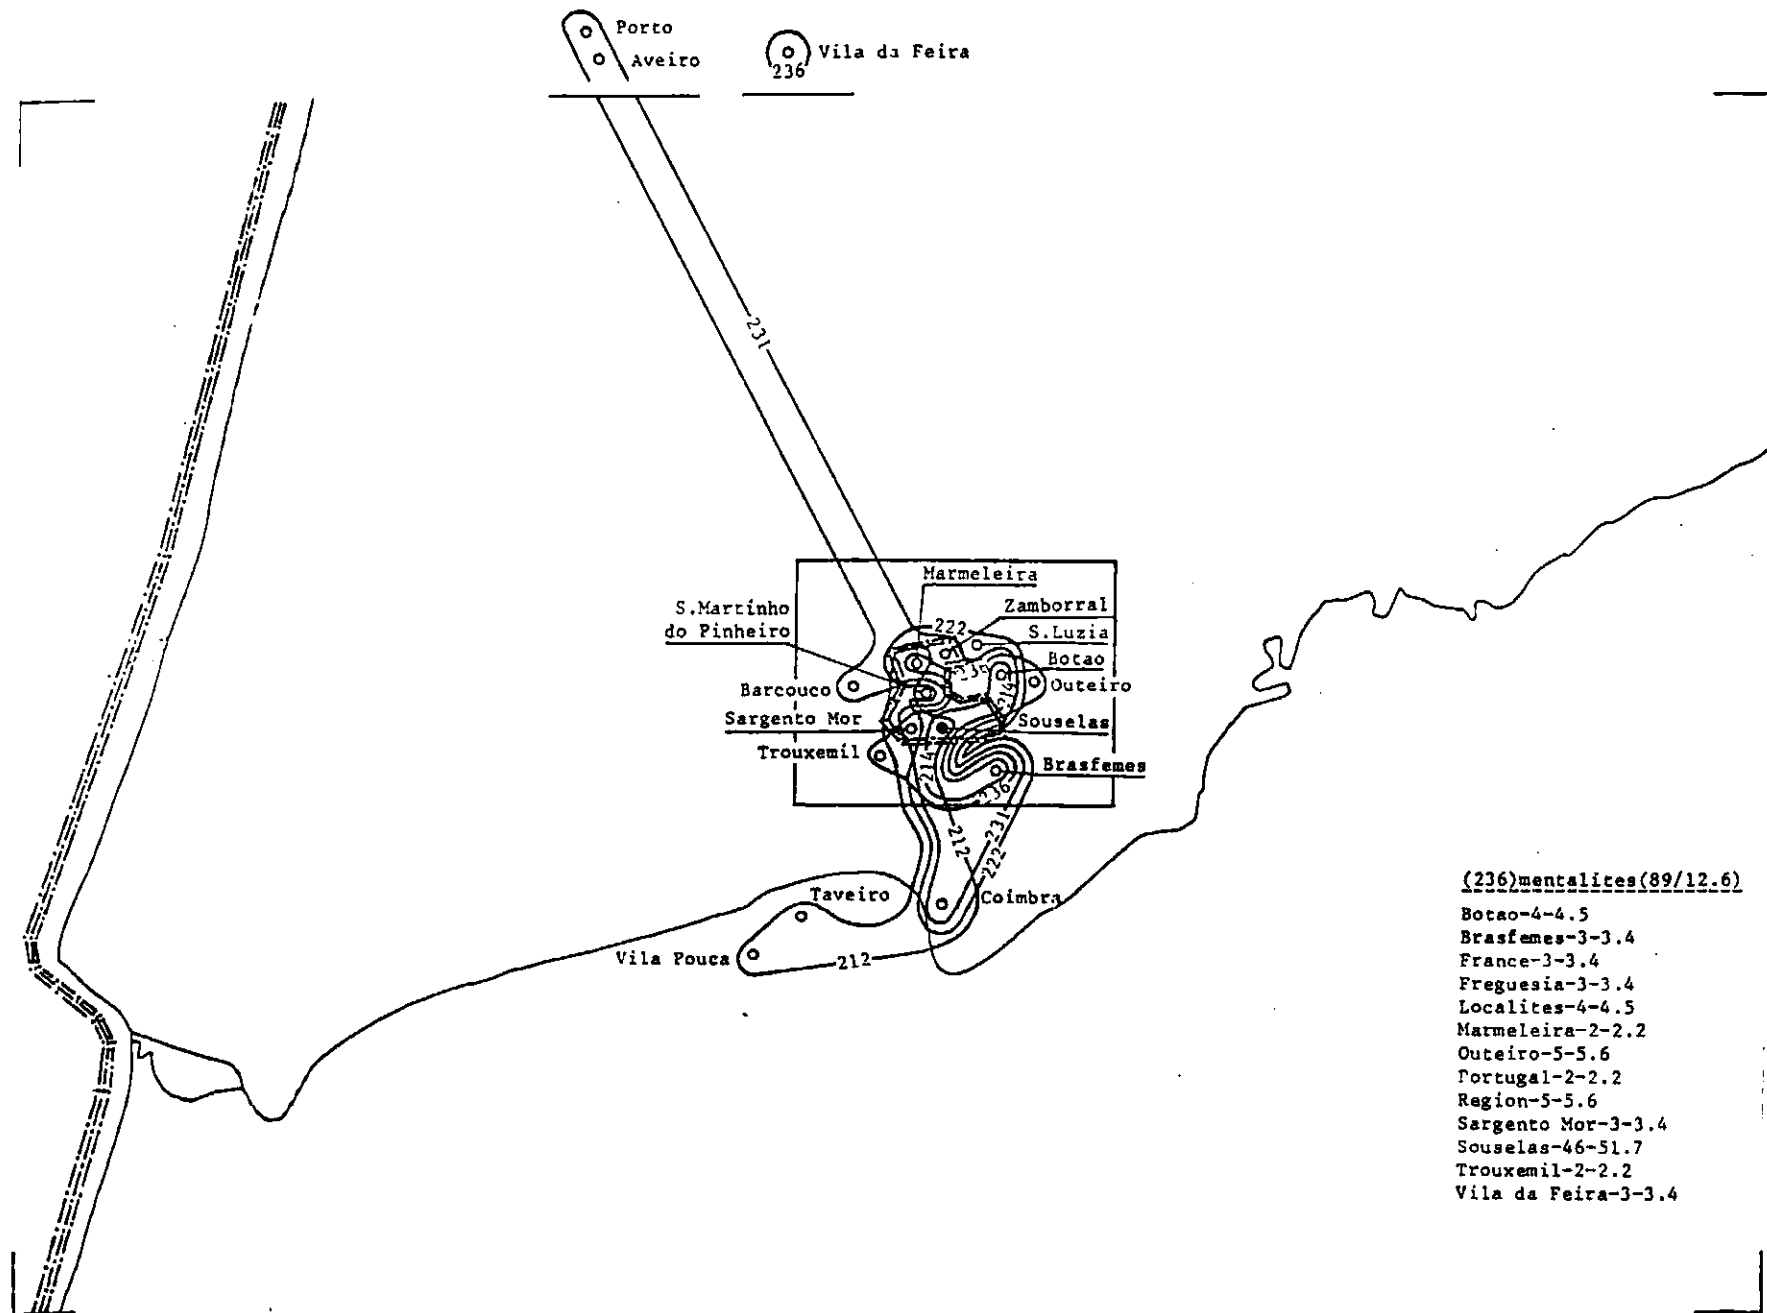 Porto
Aveiro
236
Vila da Feira
231
Marmeleira
S.Martinho
do Pinheiro
Zamborral
222
S.Luzia
Botao
Barcouco
214
Outeiro
Sargento Mor
Souselas
Trouxemil
214
Brasfemes
236
231
212
222
Taveiro
Coimbra
Vila Pouca
212
(236)mentalites(89/12.6)
Botao-4-4.5
Brasfemes-3-3.4
France-3-3.4
Freguesia-3-3.4
Localites-4-4.5
Marmeleira-2-2.2
Outeiro-5-5.6
Portugal-2-2.2
Region-5-5.6
Sargento Mor-3-3.4
Souselas-46-51.7
Trouxemil-2-2.2
Vila da Feira-3-3.4